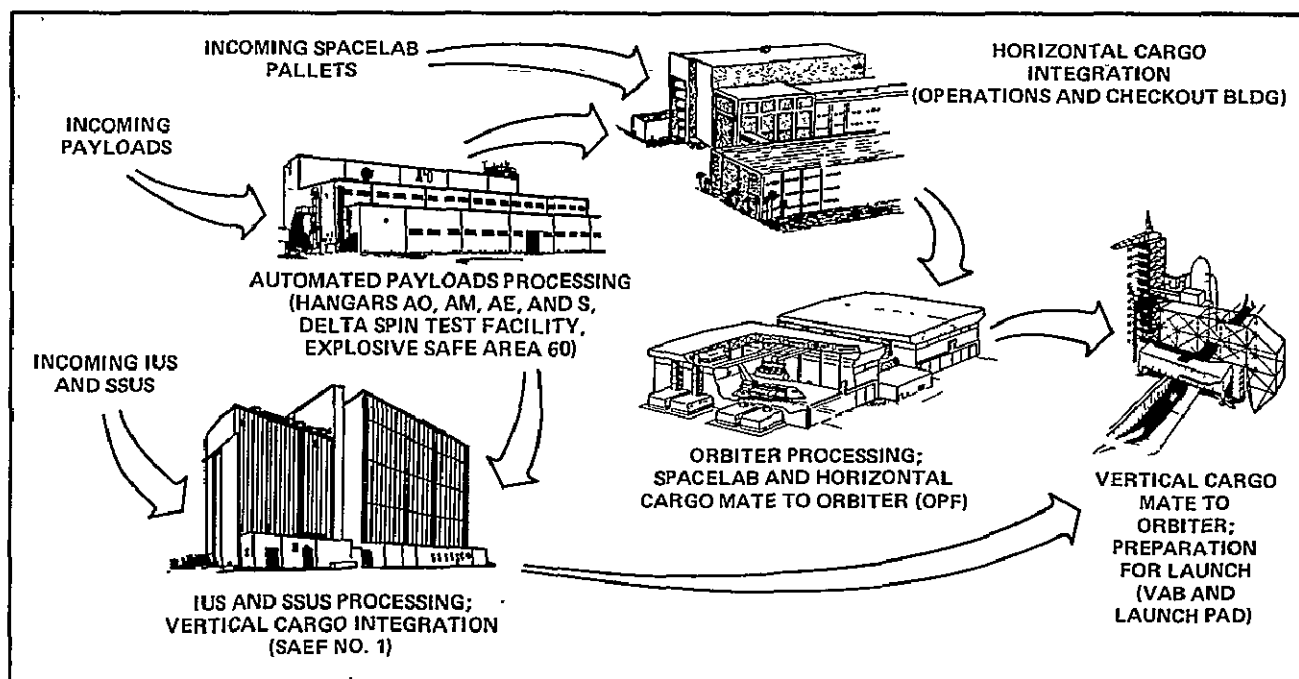 INCOMING SPACELAB
PALLETS
HORIZONTAL CARGO
INTEGRATION
(OPERATIONS AND CHECKOUT BLDG)
INCOMING
PAYLOADS
AO
AUTOMATED PAYLOADS PROCESSING
(HANGARS AO, AM, AE, AND S,
DELTA SPIN TEST FACILITY,
EXPLOSIVE SAFE AREA 60)
INCOMING IUS
AND SSUS
ORBITER PROCESSING;
SPACELAB AND HORIZONTAL
CARGO MATE TO ORBITER (OPF)
VERTICAL CARGO
MATE TO
ORBITER;
PREPARATION
FOR LAUNCH
(VAB AND
LAUNCH PAD)
IUS AND SSUS PROCESSING;
VERTICAL CARGO INTEGRATION
(SAEF NO. 1)